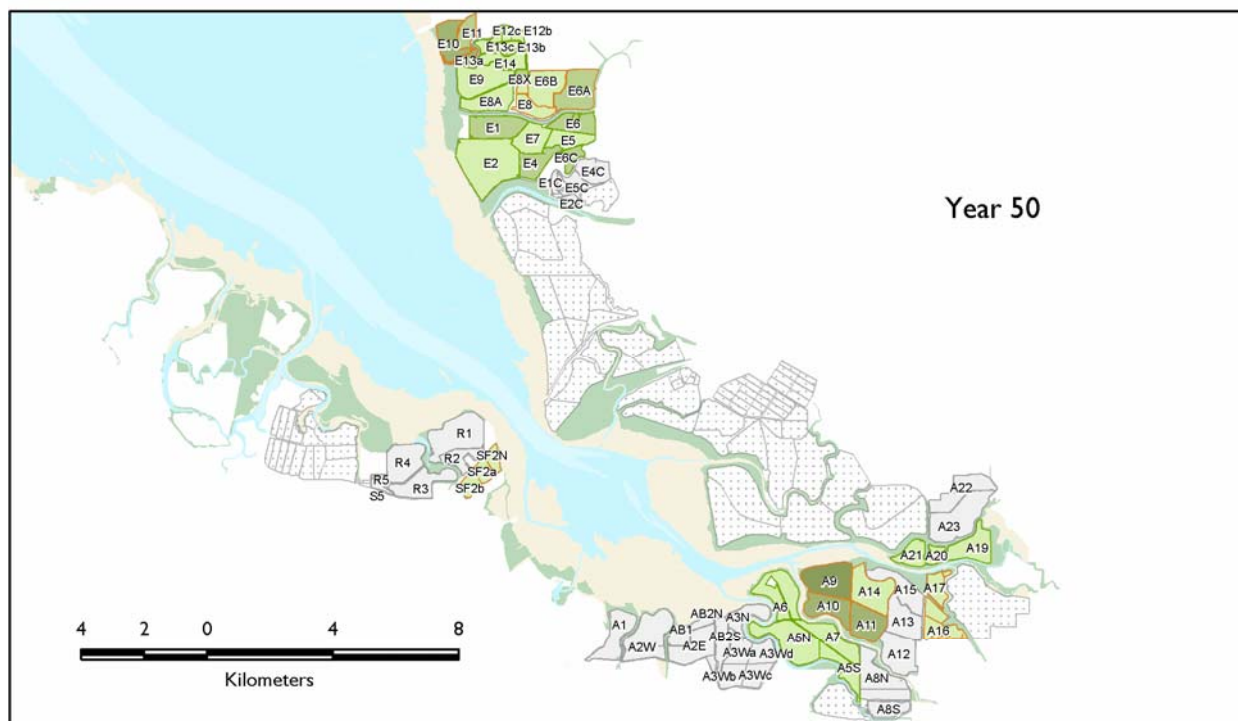 E10
E11
E12c
E12b
E13c
E13b
E13a
E14
E9
E8X
E6B
E6A
E8A
E8
E1
E6
E7
E5
E2
E4
E6C
E4C
E1C
E5C
E2C
Year 50
R1
R2
SF2N
R4
SF2a
R5
R3
SF2b
S5
A22
A23
A19
A21
A20
A9
A14
A15
A17
A6
A10
A11
A13
A16
A1
AB2N
A3N
AB1
AB2S
A5N
A7
A2W
A2E
A3Wa
A3Wd
A12
A5S
A3Wb
A3Wc
A8N
A8S
4 2 0 4 8
Kilometers